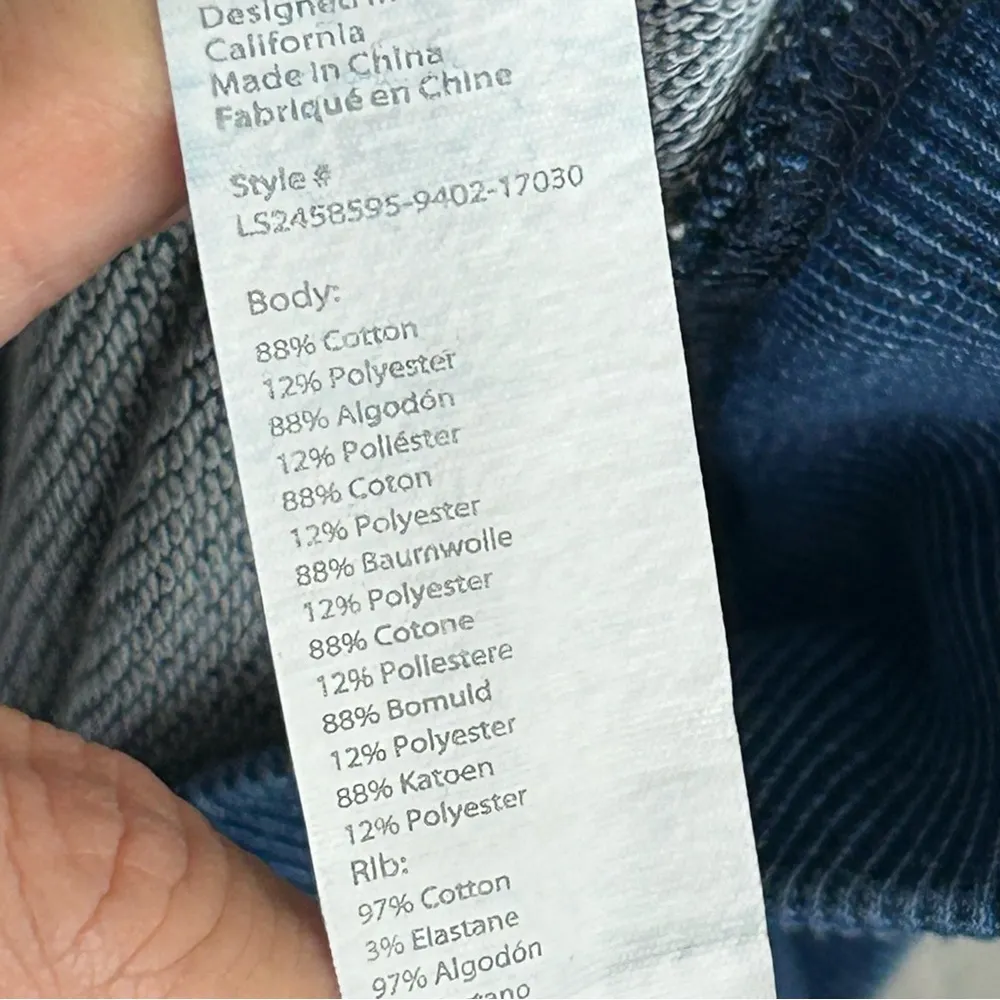 Designed in
California
Made in China
Fabriqué en Chine
Style #
LS2458595-9402-17030
Body:
88% Cotton
12% Polyester
88% Algodón
12% Poliéster
88% Coton
12% Polyester
88% Baumwolle
12% Polyester
88% Cotone
12% Poliestere
88% Bomuld
12% Polyester
88% Katoen
12% Polyester
Rib:
97% Cotton
3% Elastane
97% Algodón